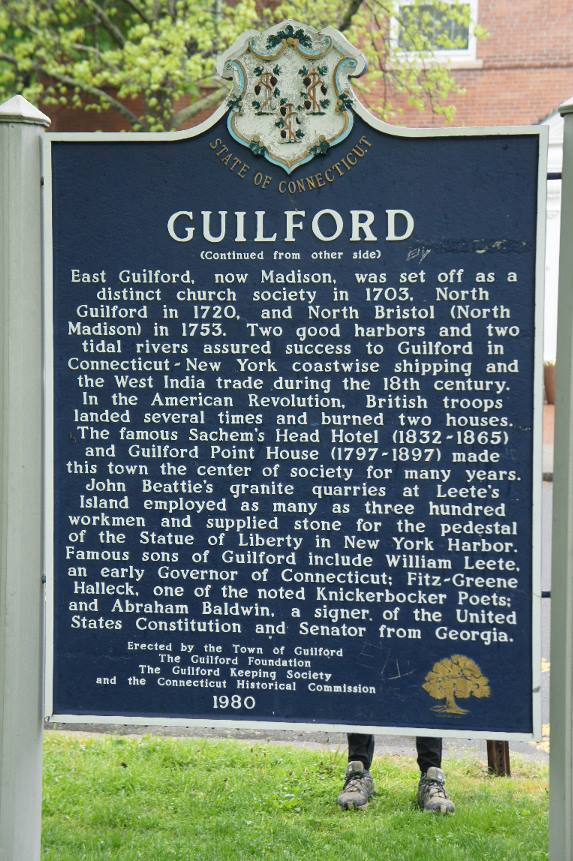 STATE OF CONNECTICUT
GUILFORD
(Continued from other side)
East Guilford, now Madison, was set off as a
distinct church society in 1703, North
Guilford in 1720, and North Bristol (North
Madison) in 1753. Two good harbors and two
tidal rivers assured success to Guilford in
Connecticut-New York coastwise shipping and
the West India trade during the 18th century.
In the American Revolution, British troops
landed several times and burned two houses.
The famous Sachem's Head Hotel (1832-1865)
and Guilford Point House (1797-1897) made
this town the center of society for many years.
John Beattie's granite quarries at Leete's
Island employed as many as three hundred
workmen and supplied stone for the pedestal
of the Statue of Liberty in New York Harbor.
Famous sons of Guilford include William Leete,
an early Governor of Connecticut; Fitz-Greene
Halleck, one of the noted Knickerbocker Poets;
and Abraham Baldwin, a signer of the United
States Constitution and Senator from Georgia.
Erected by the Town of Guilford
The Guilford Foundation
The Guilford Keeping Society
and the Connecticut Historical Commission
1980